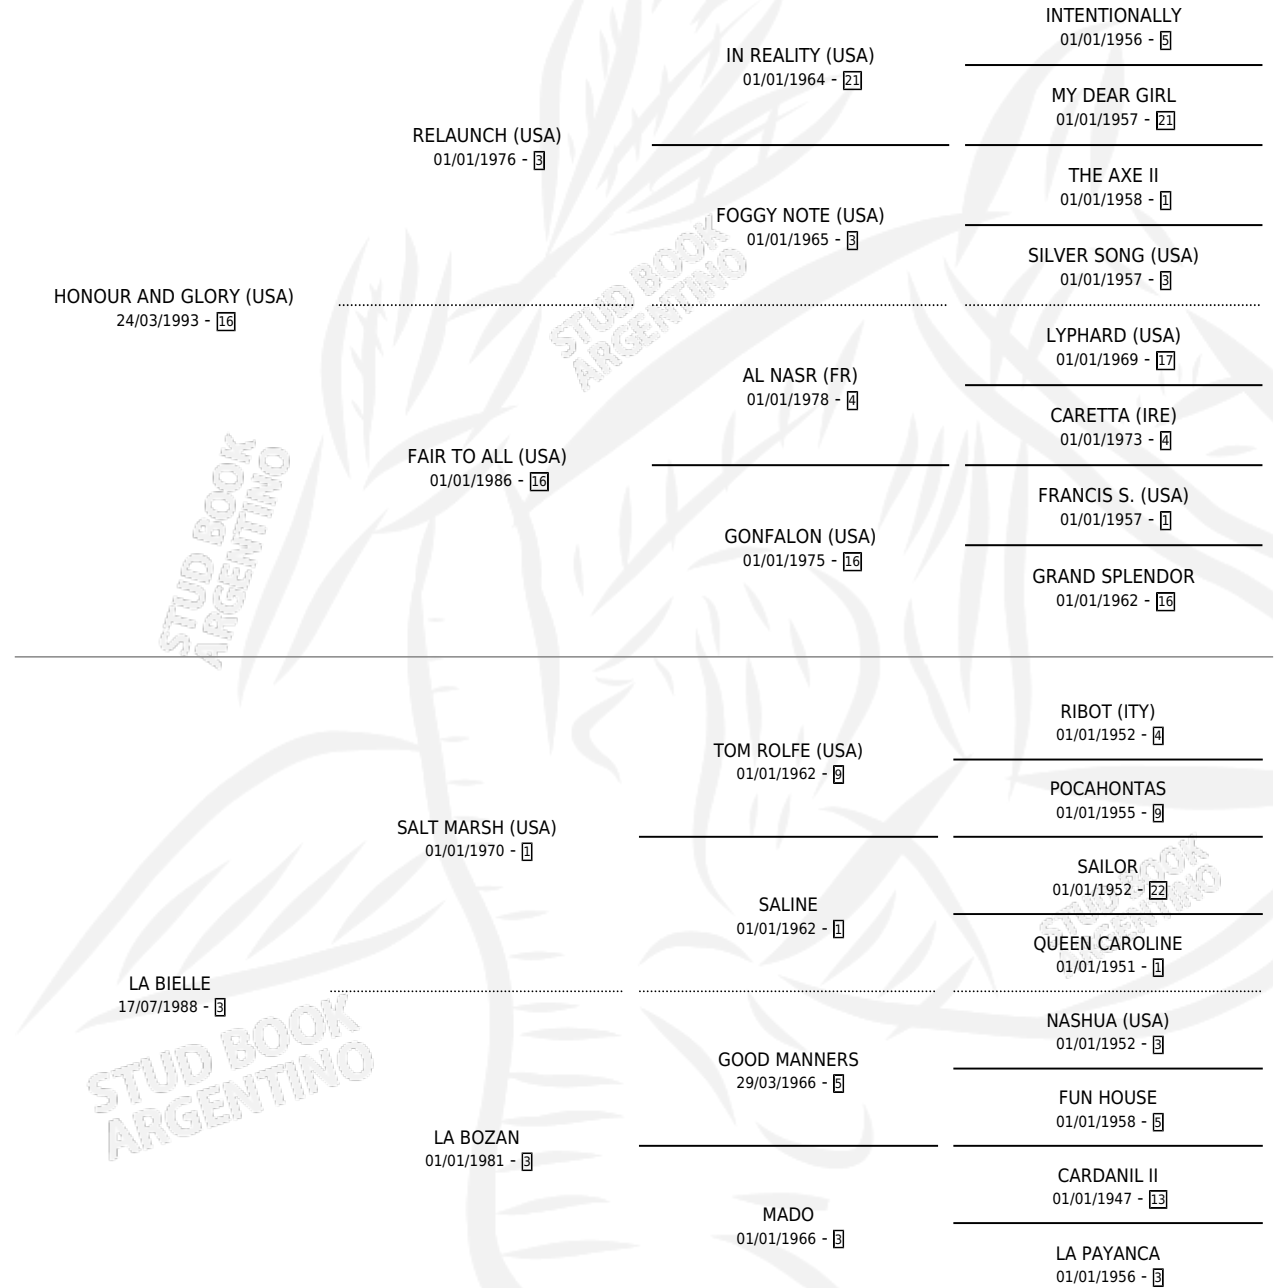 INTENTIONALLY
01/01/1956 - 5
IN REALITY (USA)
01/01/1964 - 21
MY DEAR GIRL
01/01/1957 - 21
RELAUNCH (USA)
01/01/1976 - 3
THE AXE II
01/01/1958 - 1
FOGGY NOTE (USA)
01/01/1965 - 3
SILVER SONG (USA)
01/01/1957 - 3
HONOUR AND GLORY (USA)
24/03/1993 - 16
STUD BOOK
ARGENTINO
LYPHARD (USA)
01/01/1969 - 17
AL NASR (FR)
01/01/1978 - 4
CARETTA (IRE)
01/01/1973 - 4
FAIR TO ALL (USA)
01/01/1986 - 16
FRANCIS S. (USA)
01/01/1957 - 1
GONFALON (USA)
01/01/1975 - 16
GRAND SPLENDOR
01/01/1962 - 16
STUD BOOK
ARGENTINO
RIBOT (ITY)
01/01/1952 - 4
TOM ROLFE (USA)
01/01/1962 - 9
POCAHONTAS
01/01/1955 - 9
SALT MARSH (USA)
01/01/1970 - 1
SAILOR
01/01/1952 - 22
SALINE
01/01/1962 - 1
QUEEN CAROLINE
01/01/1951 - 1
STUD BOOK
ARGENTINO
LA BIELLE
17/07/1988 - 3
NASHUA (USA)
01/01/1952 - 3
GOOD MANNERS
29/03/1966 - 5
FUN HOUSE
01/01/1958 - 5
STUD BOOK
ARGENTINO
LA BOZAN
01/01/1981 - 3
CARDANIL II
01/01/1947 - 13
MADO
01/01/1966 - 3
LA PAYANCA
01/01/1956 - 3